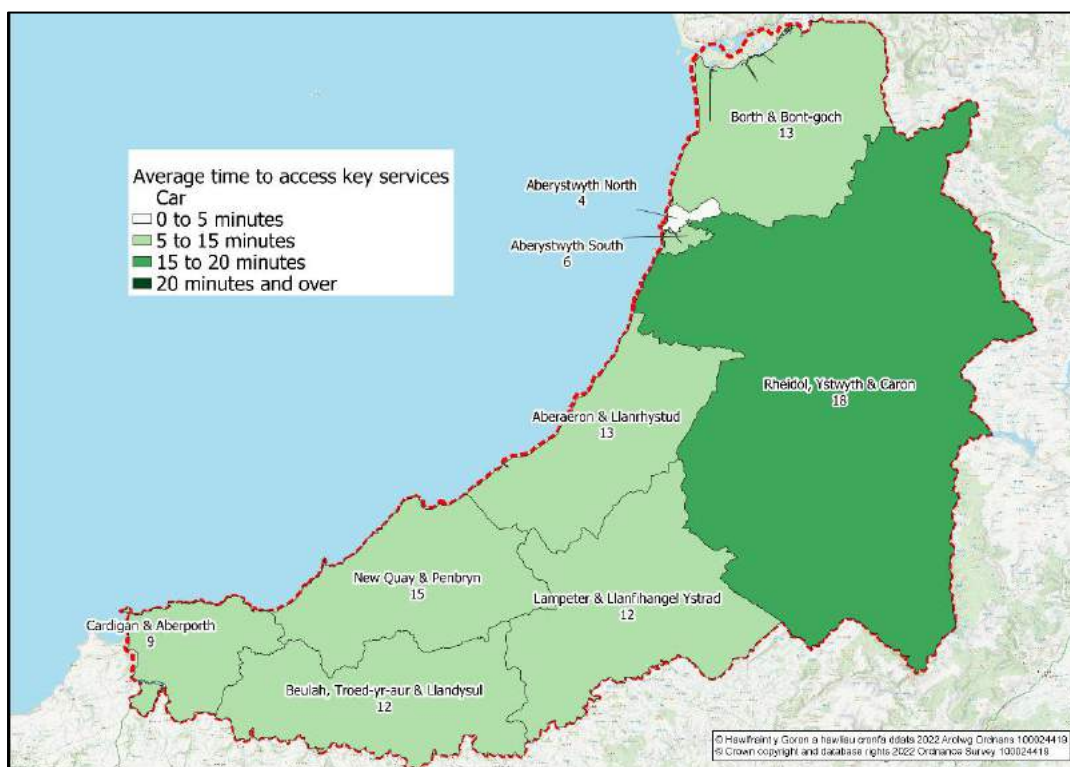 Average time to access key services
Car
0 to 5 minutes
5 to 15 minutes
15 to 20 minutes
20 minutes and over
Borth & Bont-goch
13
Aberystwyth North
4
Aberystwyth South
6
Rheidol, Ystwyth & Caron
18
Aberaeron & Llanrhystud
13
New Quay & Penbryn
15
Lampeter & Llanfihangel Ystrad
12
Cardigan & Aberporth
9
Beulah, Troed-yr-aur & Llandysul
12
© Hawlfraint y Goron a hawliau cronfa ddata 2022 Arolwg Ordnans 100024419
© Crown copyright and database rights 2022 Ordnance Survey 100024419